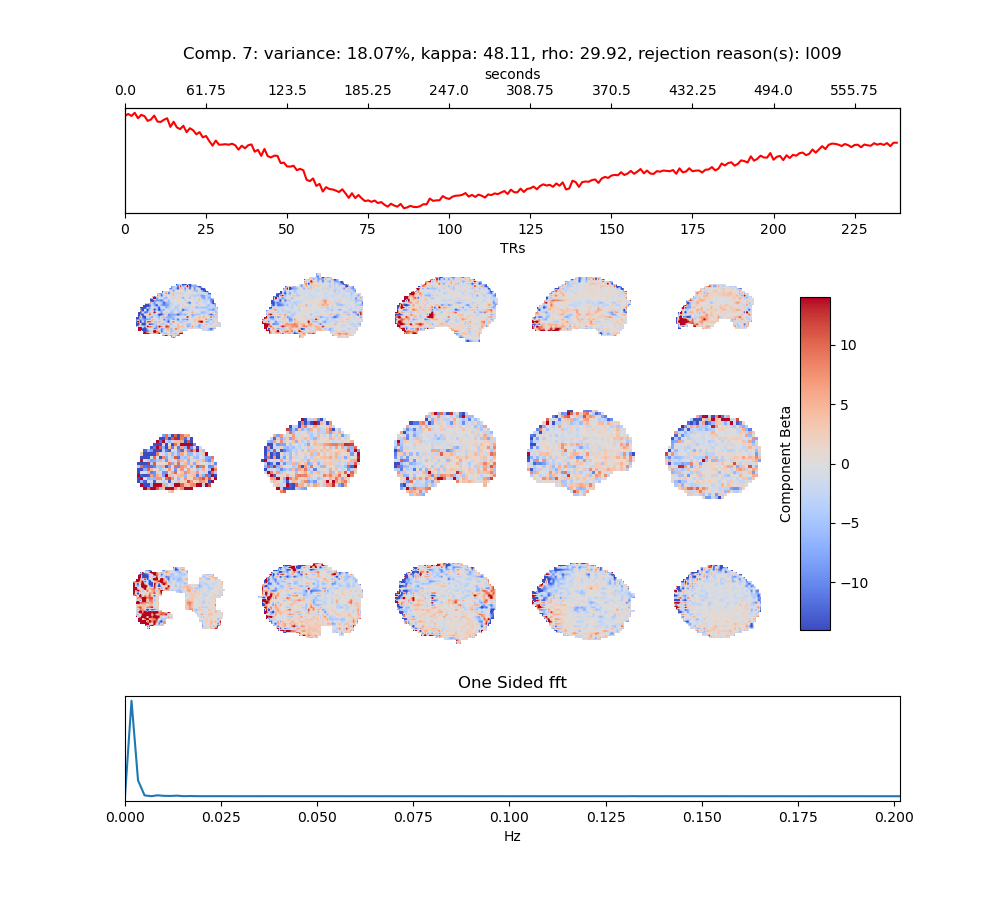 Comp. 7: variance: 18.07%, kappa: 48.11, rho: 29.92, rejection reason(s): I009
seconds
0.0 61.75 123.5 185.25 247.0 308.75 370.5 432.25 494.0 555.75
0 25 50 75 100 125 150 175 200 225
TRs
10
5
0
−5
−10
Component Beta
One Sided fft
0.000 0.025 0.050 0.075 0.100 0.125 0.150 0.175 0.200
Hz